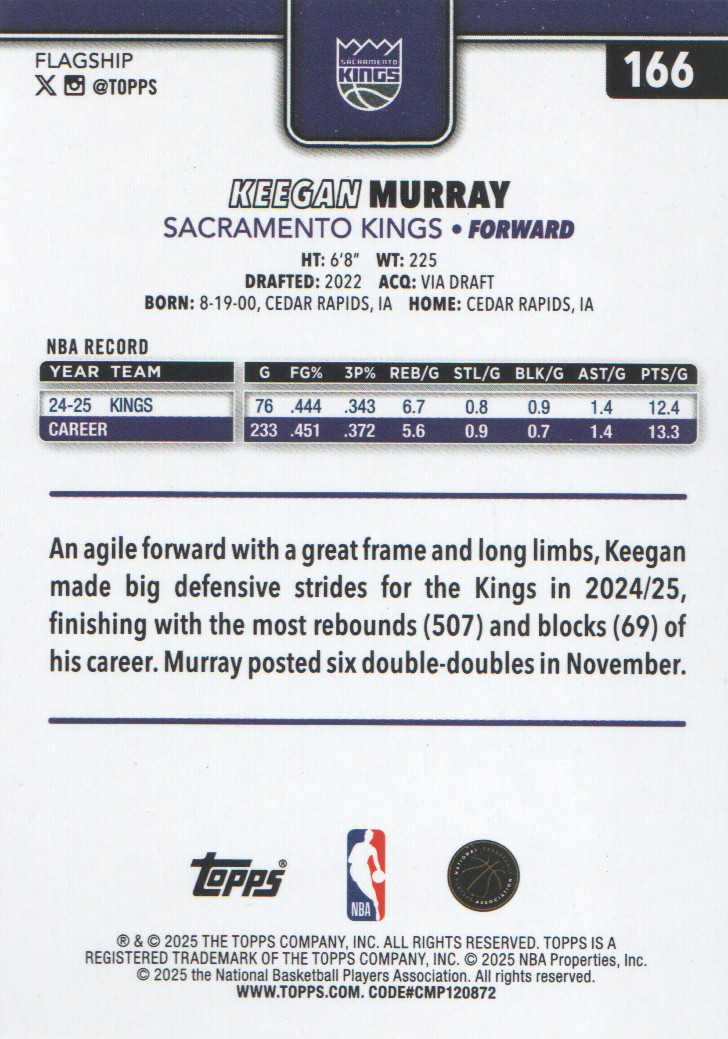 FLAGSHIP
@TOPPS
SACRAMENTO
KINGS
166
KEEGAN MURRAY
SACRAMENTO KINGS • FORWARD
HT: 6'8" WT: 225
DRAFTED: 2022 ACQ: VIA DRAFT
BORN: 8-19-00, CEDAR RAPIDS, IA HOME: CEDAR RAPIDS, IA
NBA RECORD
YEAR TEAM G FG% 3P% REB/G STL/G BLK/G AST/G PTS/G
24-25 KINGS 76 .444 .343 6.7 0.8 0.9 1.4 12.4
CAREER 233 .451 .372 5.6 0.9 0.7 1.4 13.3
An agile forward with a great frame and long limbs, Keegan
made big defensive strides for the Kings in 2024/25,
finishing with the most rebounds (507) and blocks (69) of
his career. Murray posted six double-doubles in November.
Topps®
NBA
NATIONAL BASKETBALL PLAYERS ASSOCIATION
® & © 2025 THE TOPPS COMPANY, INC. ALL RIGHTS RESERVED. TOPPS IS A
REGISTERED TRADEMARK OF THE TOPPS COMPANY, INC. © 2025 NBA Properties, Inc.
© 2025 the National Basketball Players Association. All rights reserved.
WWW.TOPPS.COM. CODE#CMP120872